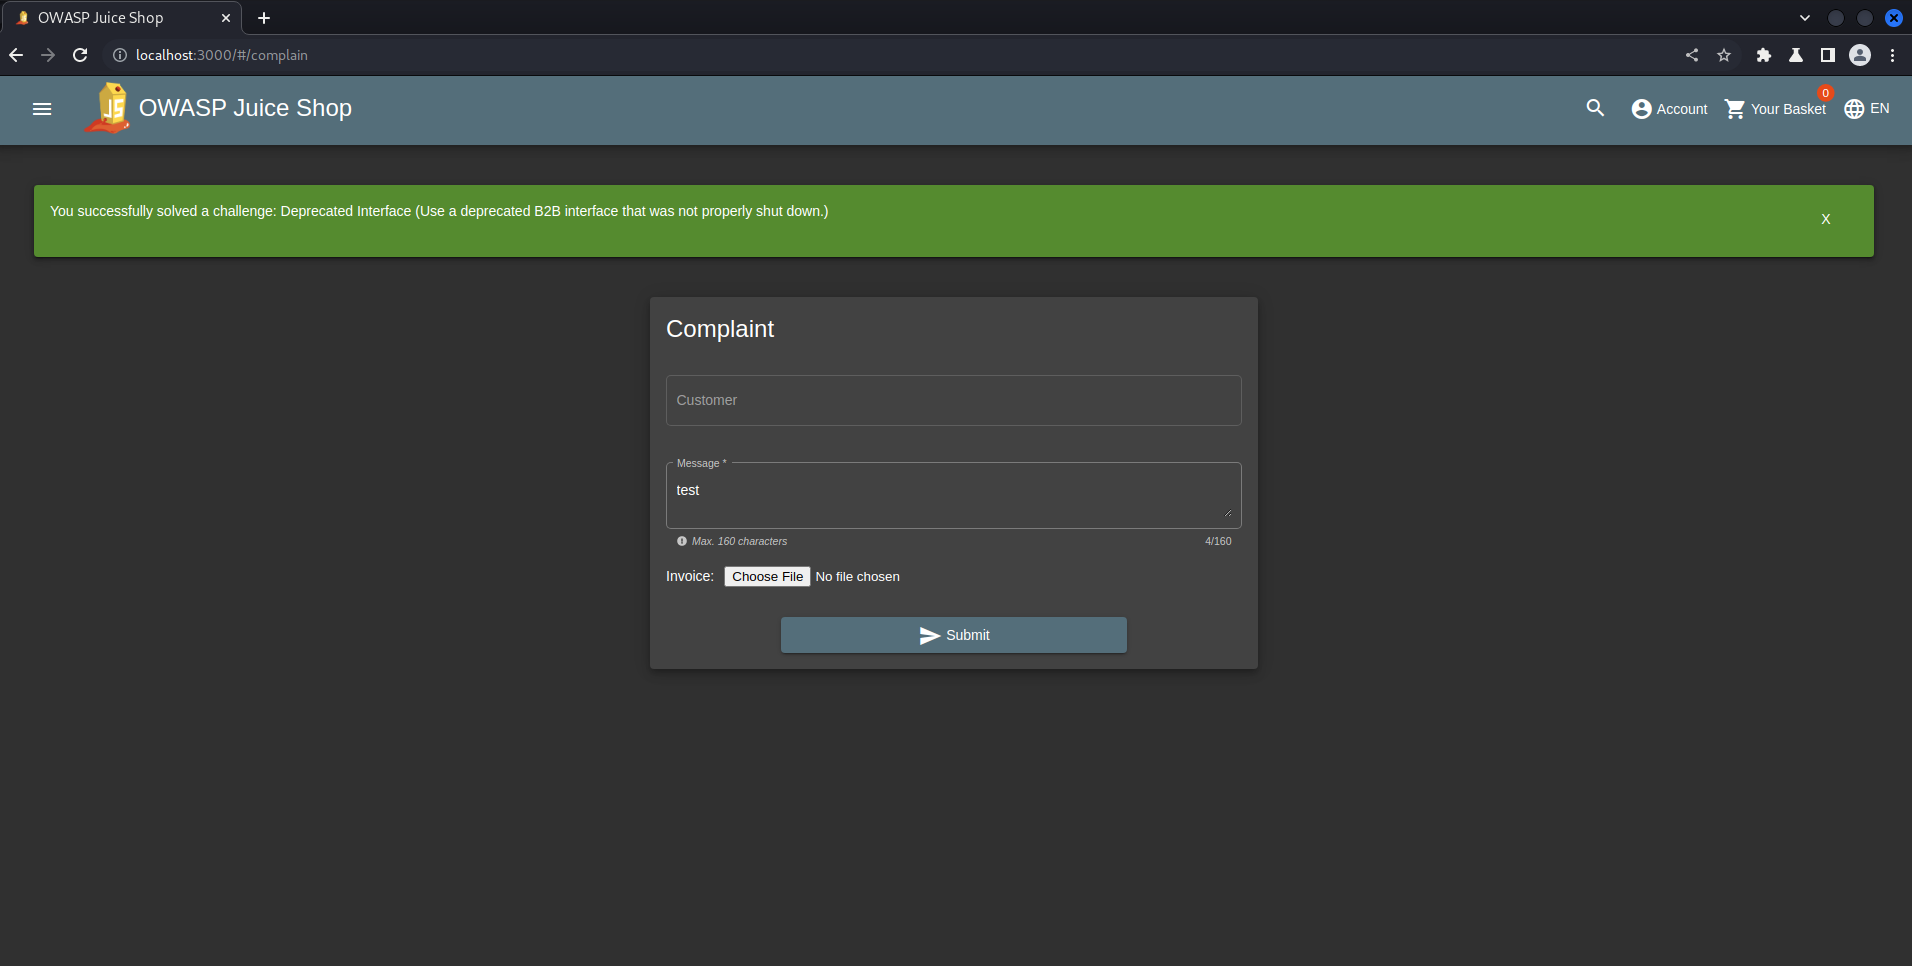 OWASP Juice Shop
localhost:3000/#/complain
JS
OWASP Juice Shop
Account
Your Basket
0
EN
You successfully solved a challenge: Deprecated Interface (Use a deprecated B2B interface that was not properly shut down.)
X
Complaint
Customer
Message *
test
Max. 160 characters
4/160
Invoice: Choose File No file chosen
Submit